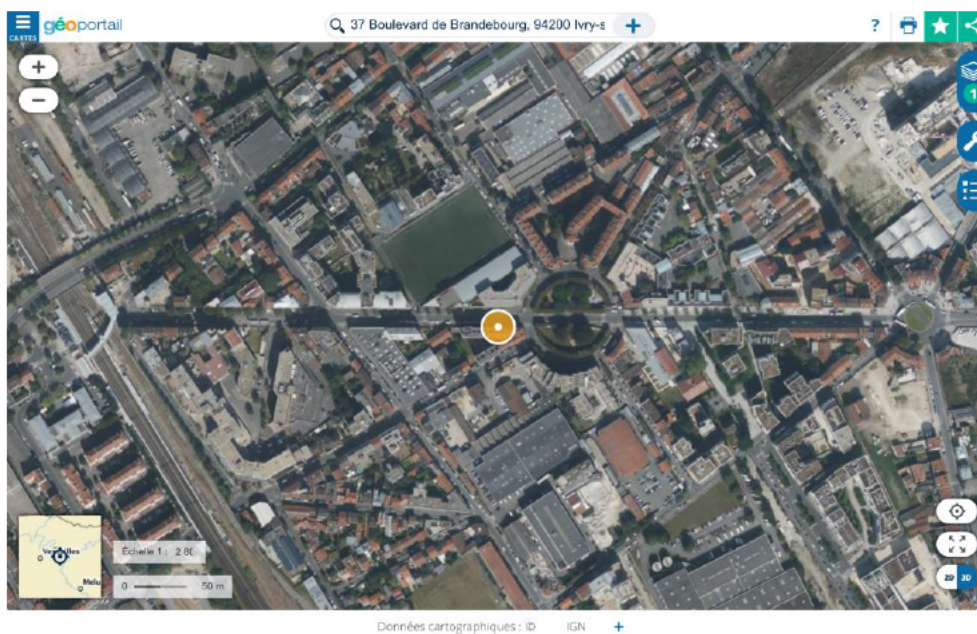 CARTES
géoportail
37 Boulevard de Brandebourg, 94200 Ivry-s
?
1
Échelle 1 : 2 80
0 50 m
Melu
2D 3D
Données cartographiques : © IGN +